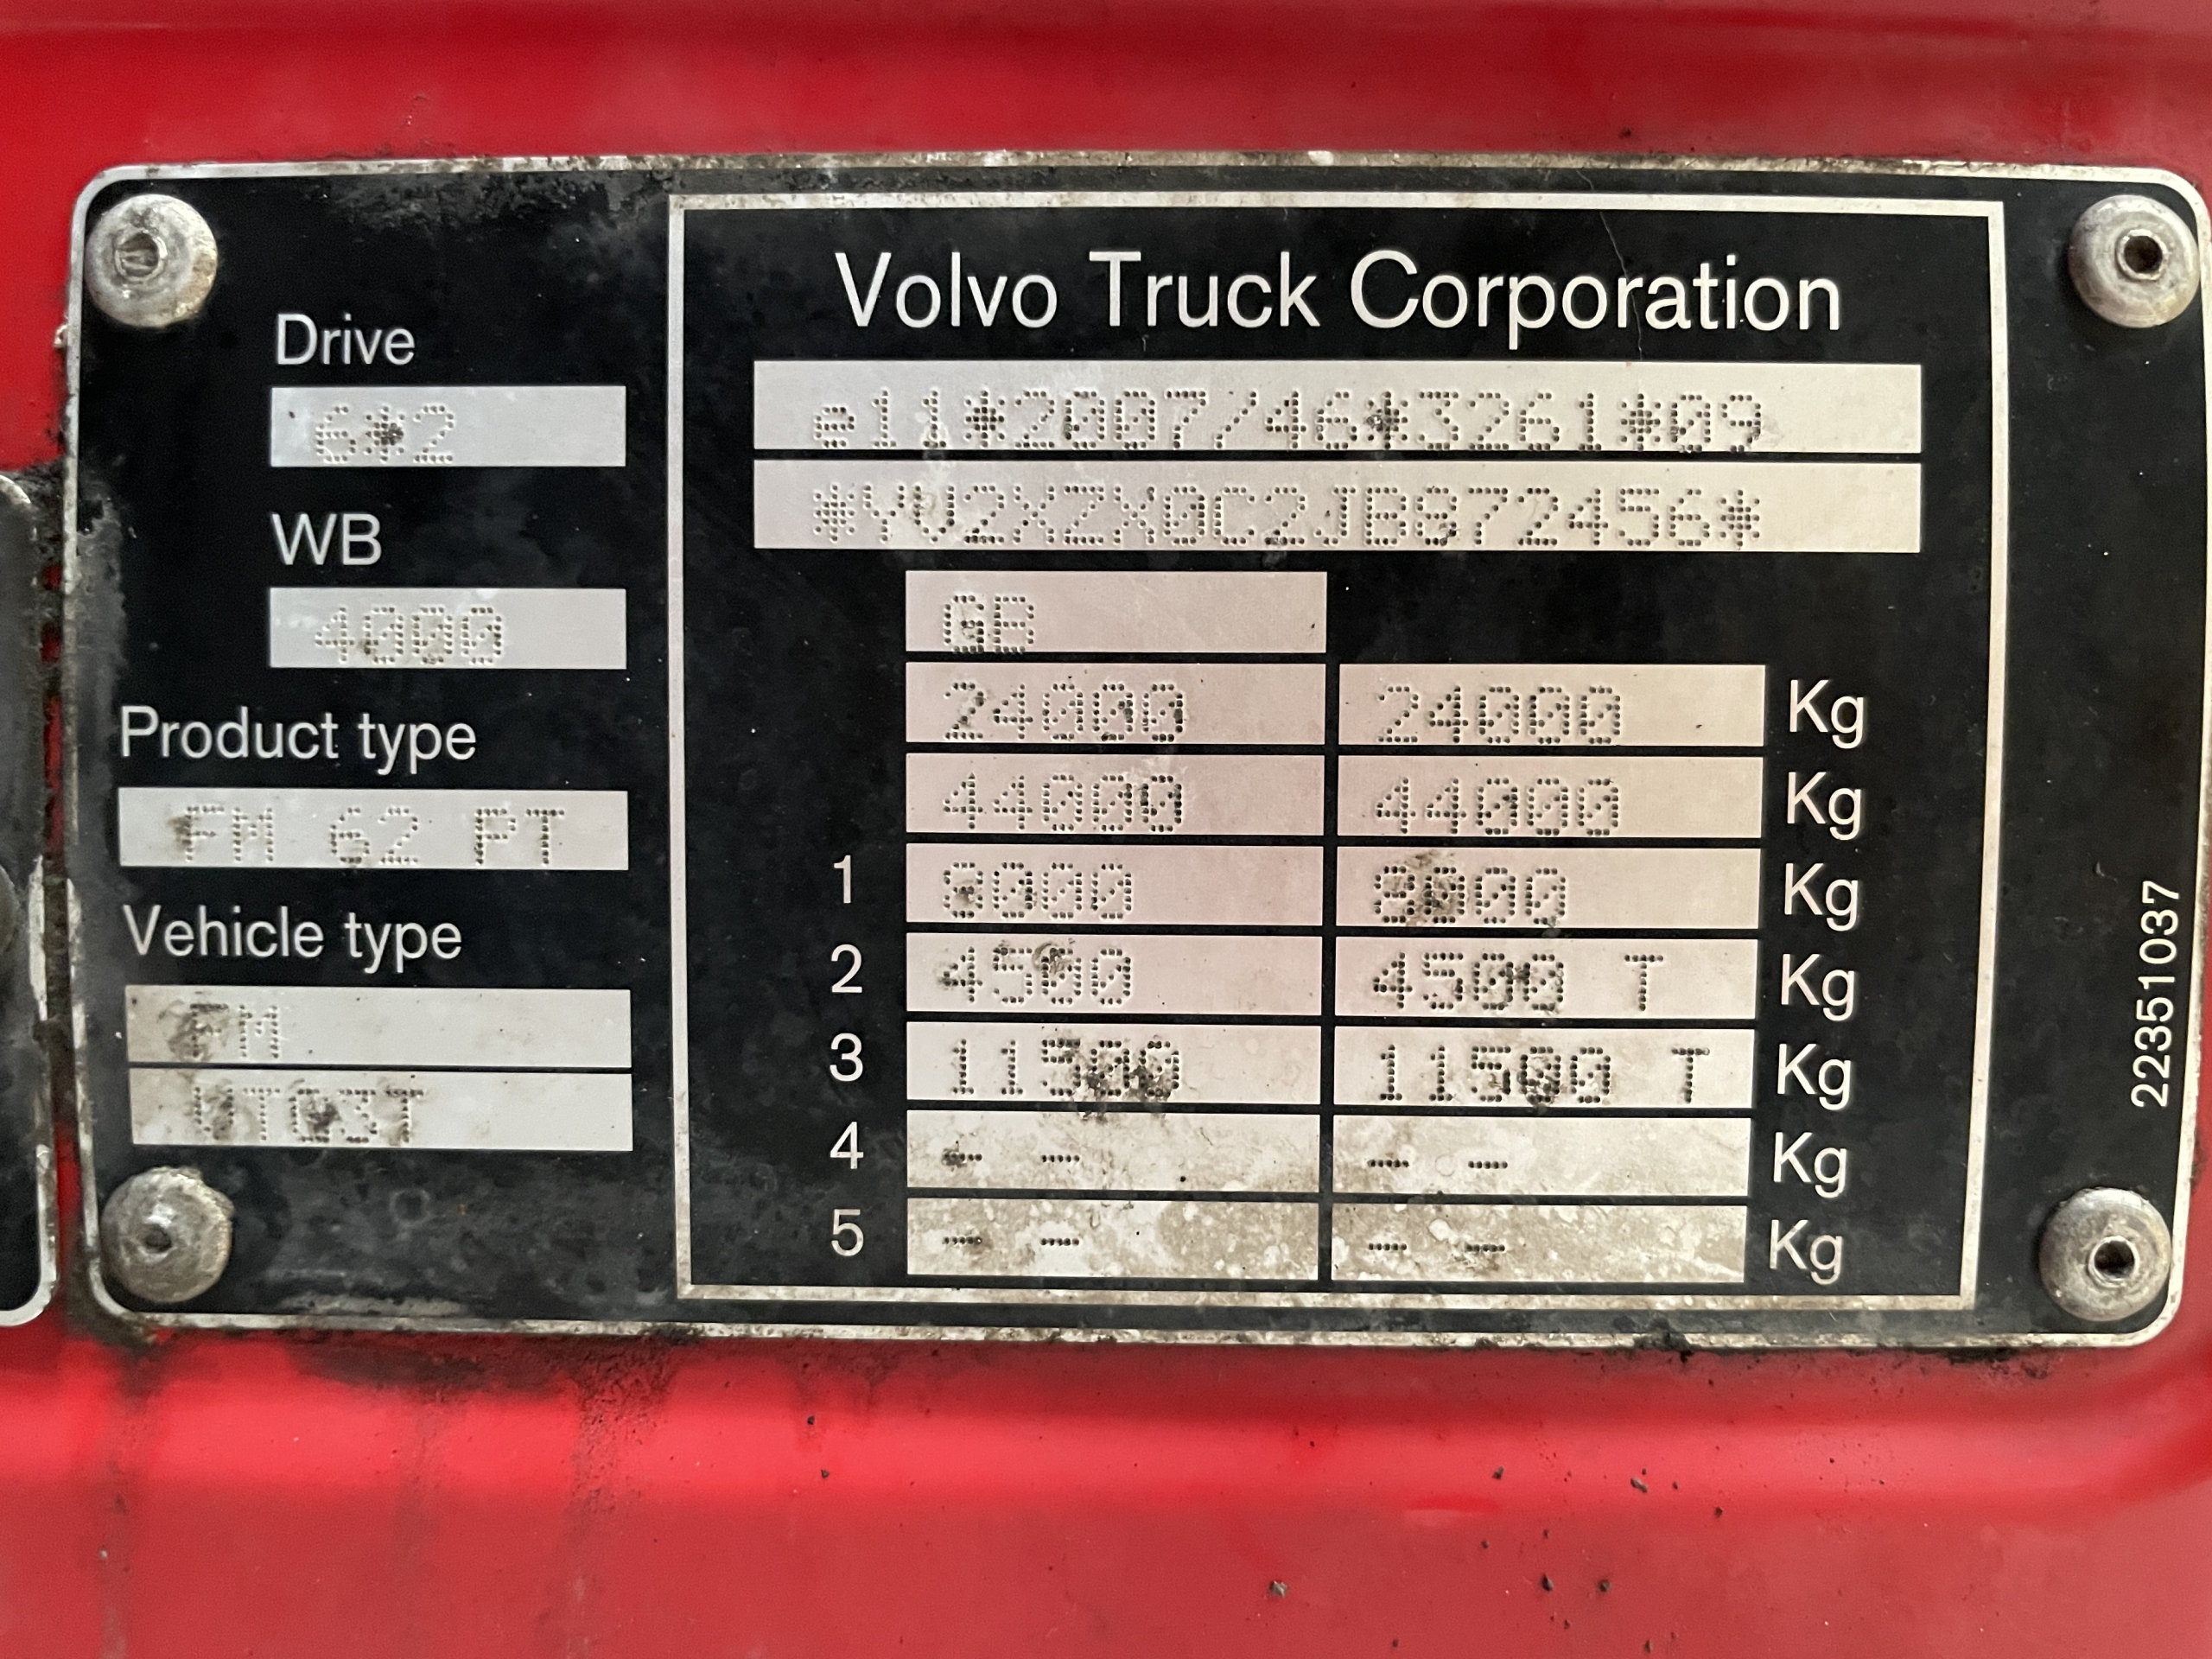 Volvo Truck Corporation
Drive
6*2
WB
4000
Product type
FM 62 PT
Vehicle type
FM
VTG3T
e11*2007/46*3261*09
*YV2XZX0C2JB872456*
GB
24000 24000 Kg
44000 44000 Kg
1 8000 8000 Kg
2 4500 4500 T Kg
3 11500 11500 T Kg
4 - - - - Kg
5 - - - - Kg
22351037